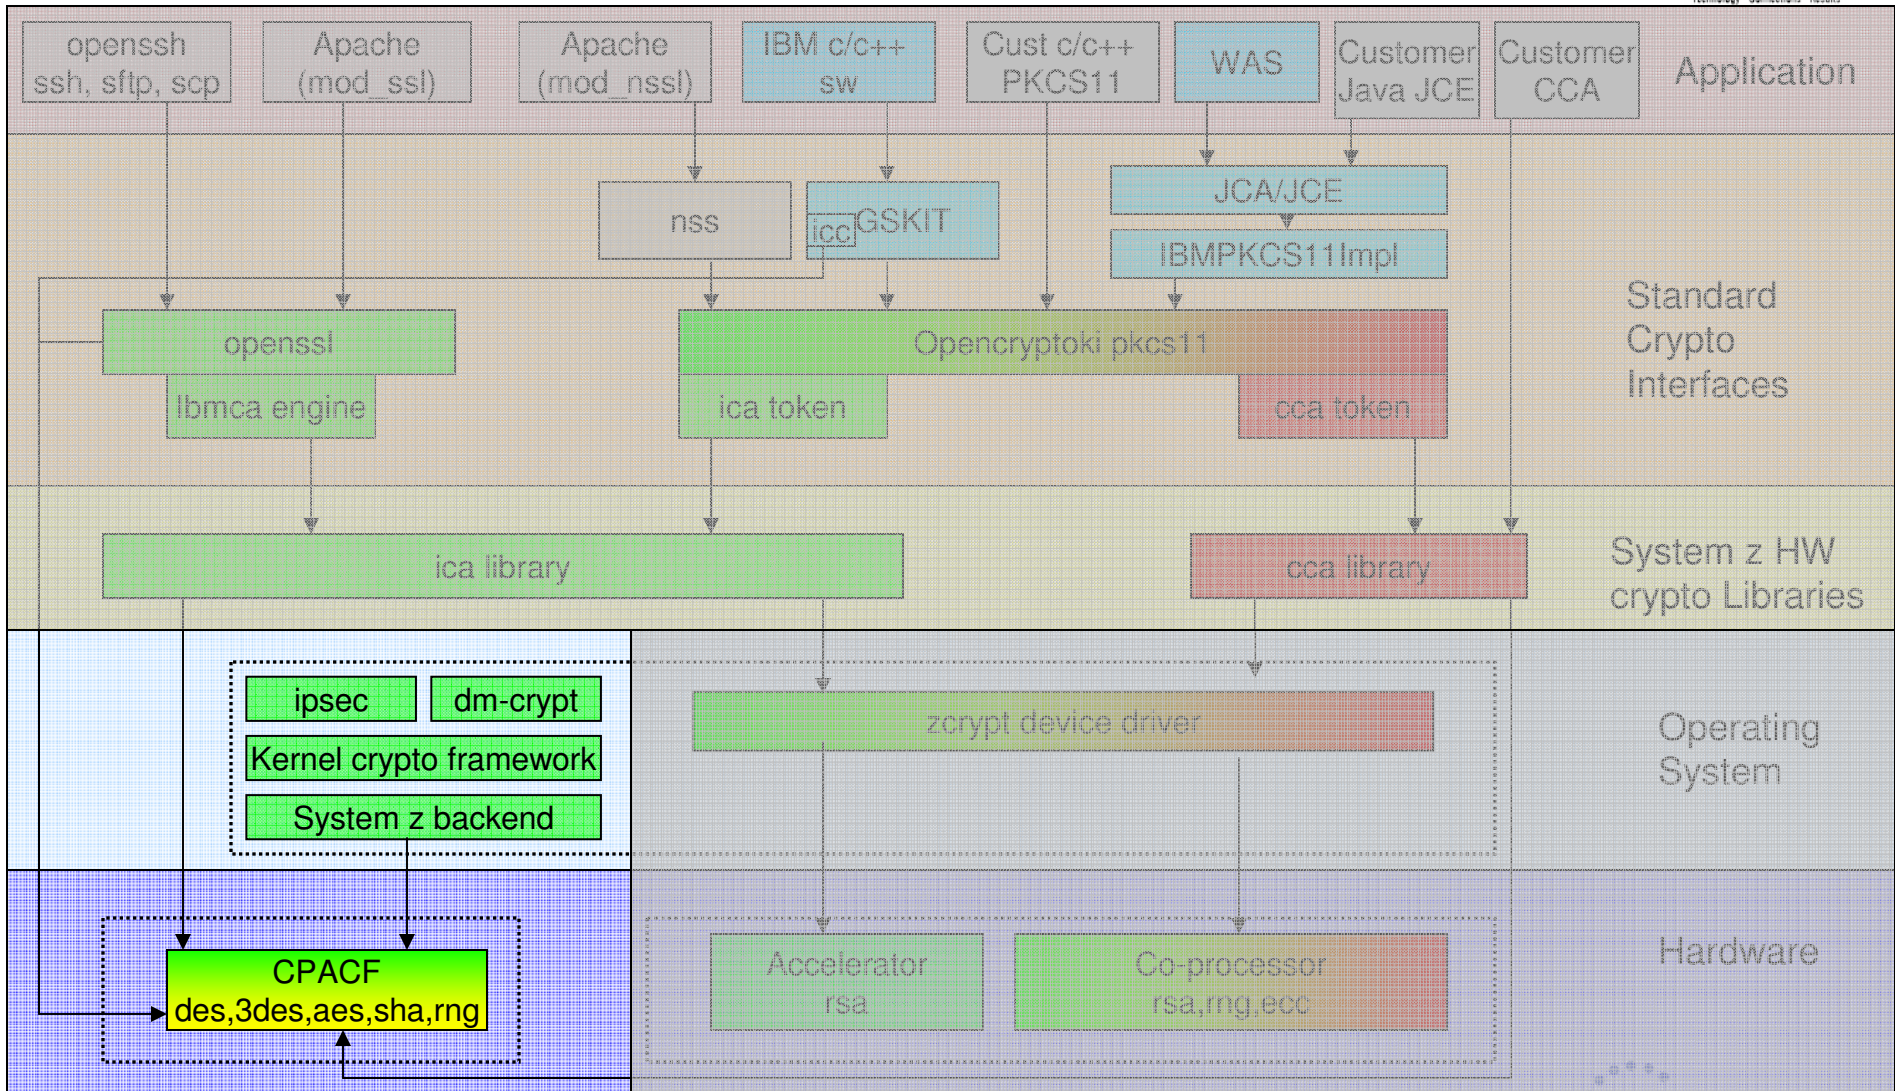 Technology · Connections · Results
openssh
ssh, sftp, scp
Apache
(mod_ssl)
Apache
(mod_nssl)
IBM c/c++
sw
Cust c/c++
PKCS11
WAS
Customer
Java JCE
Customer
CCA
Application
nss
icc
GSKIT
JCA/JCE
IBMPKCS11Impl
Standard
Crypto
Interfaces
openssl
Opencryptoki pkcs11
Ibmca engine
ica token
cca token
ica library
cca library
System z HW
crypto Libraries
ipsec
dm-crypt
Kernel crypto framework
System z backend
zcrypt device driver
Operating
System
CPACF
des,3des,aes,sha,rng
Accelerator
rsa
Co-processor
rsa,rng,ecc
Hardware